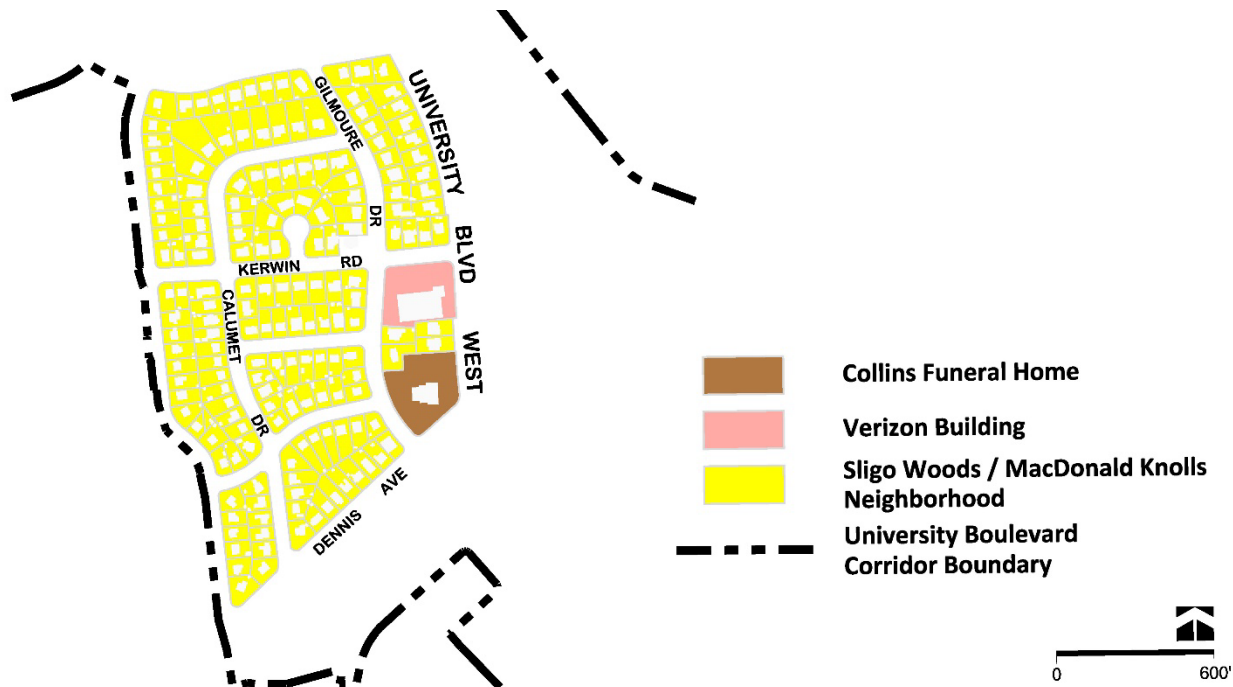 GILMOURE
DR
UNIVERSITY
BLVD
WEST
KERWIN RD
CALUMET
DR
DENNIS AVE
Collins Funeral Home
Verizon Building
Sligo Woods / MacDonald Knolls
Neighborhood
University Boulevard
Corridor Boundary
0 600'